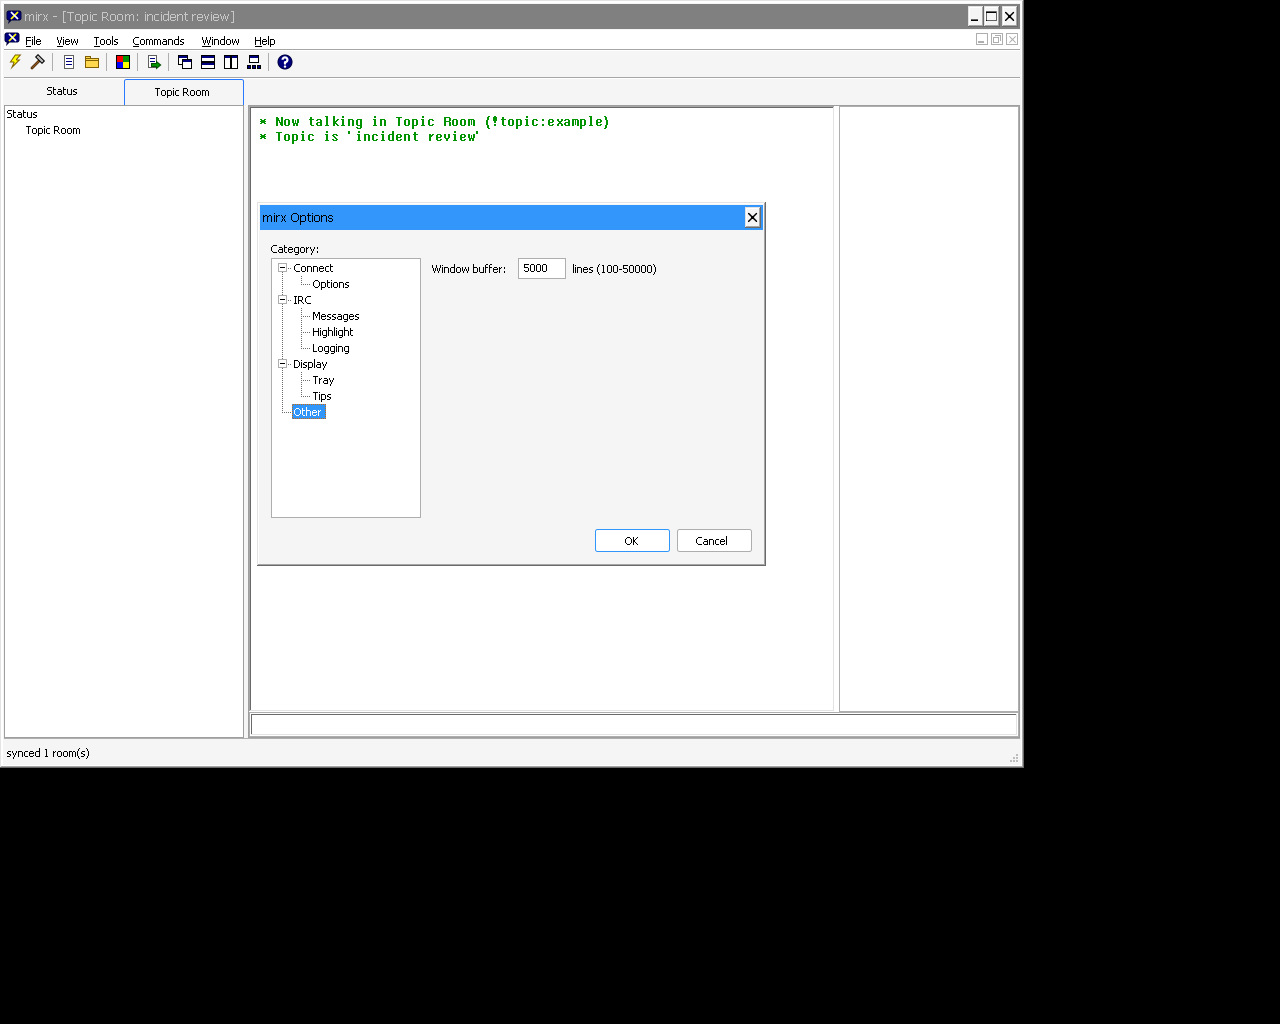 mirx - [Topic Room: incident review]
File View Tools Commands Window Help
Status Topic Room
Status
Topic Room
* Now talking in Topic Room (!topic:example)
* Topic is 'incident review'
mirx Options
Category:
Connect
Options
IRC
Messages
Highlight
Logging
Display
Tray
Tips
Other
Window buffer: 5000 lines (100-50000)
OK Cancel
synced 1 room(s)